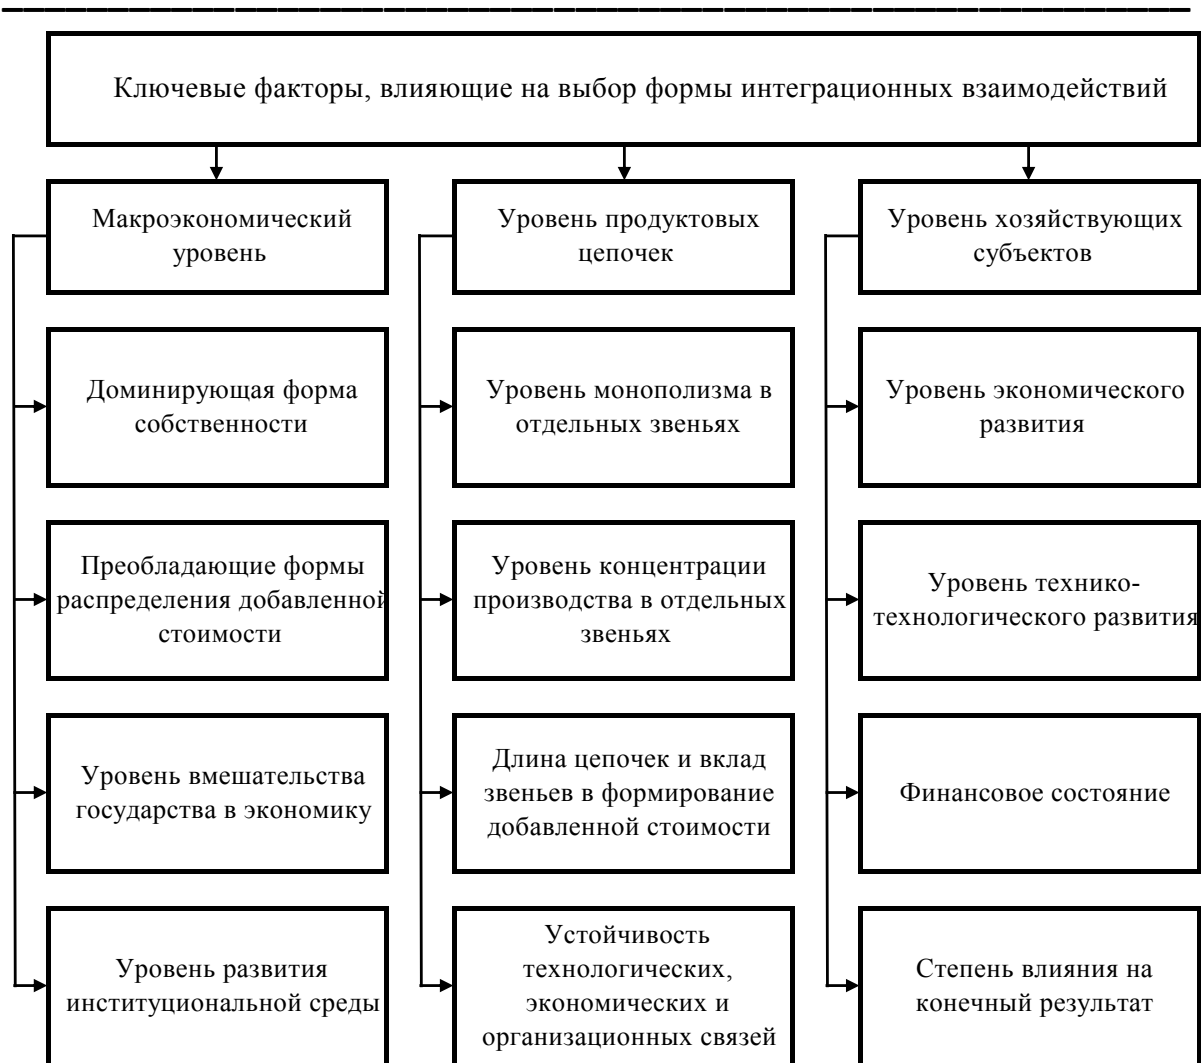 Ключевые факторы, влияющие на выбор формы интеграционных взаимодействий
Макроэкономический
уровень
Уровень продуктовых
цепочек
Уровень хозяйствующих
субъектов
Доминирующая форма
собственности
Уровень монополизма в
отдельных звеньях
Уровень экономического
развития
Преобладающие формы
распределения добавленной
стоимости
Уровень концентрации
производства в отдельных
звеньях
Уровень технико-
технологического развития
Уровень вмешательства
государства в экономику
Длина цепочек и вклад
звеньев в формирование
добавленной стоимости
Финансовое состояние
Уровень развития
институциональной среды
Устойчивость
технологических,
экономических и
организационных связей
Степень влияния на
конечный результат